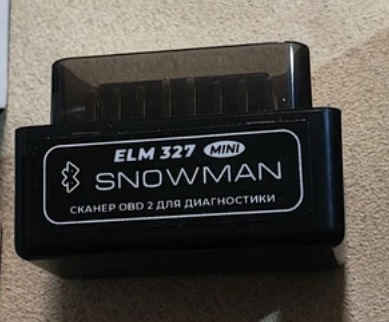 ELM 327 MINI
SNOWMAN
СКАНЕР OBD 2 ДЛЯ ДИАГНОСТИКИ